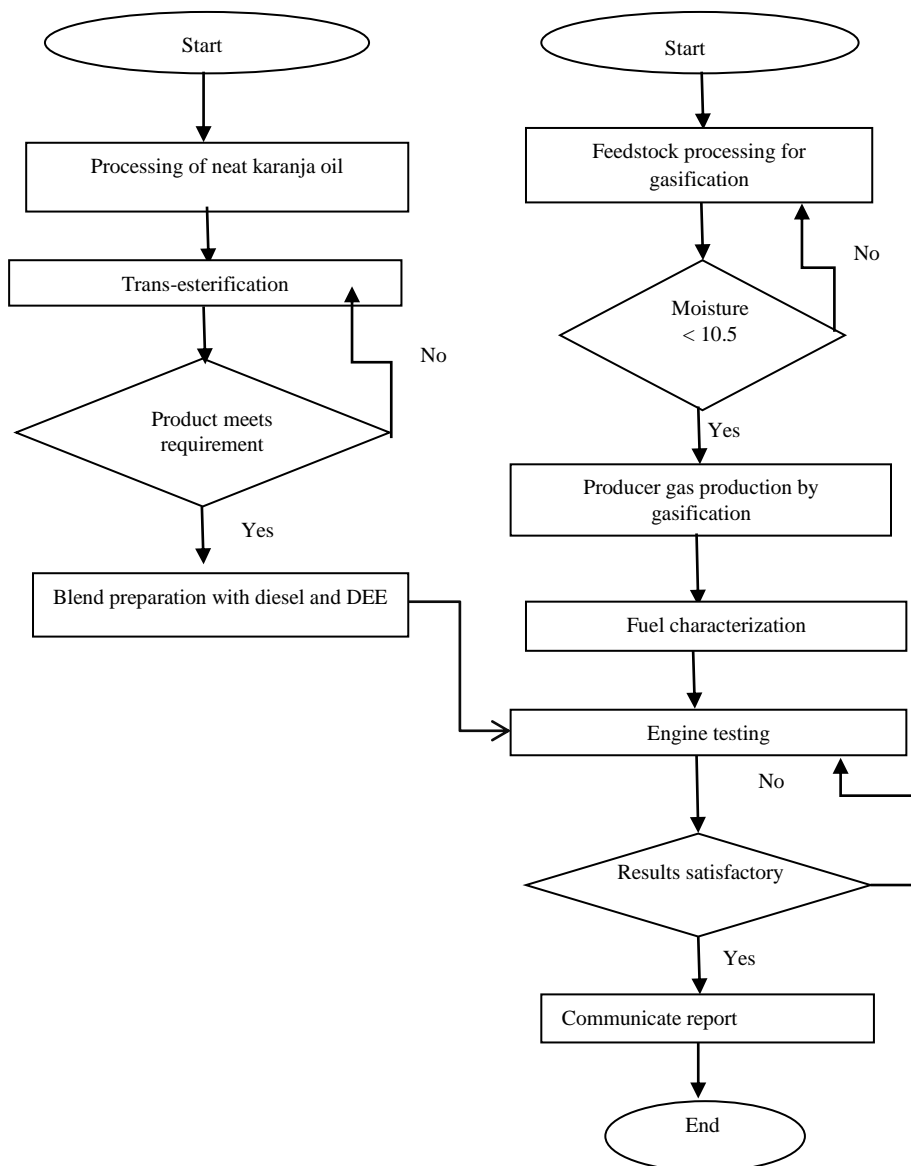 Start
Processing of neat karanja oil
Trans-esterification
No
Product meets
requirement
Yes
Blend preparation with diesel and DEE
Start
Feedstock processing for
gasification
No
Moisture
< 10.5
Yes
Producer gas production by
gasification
Fuel characterization
Engine testing
No
Results satisfactory
Yes
Communicate report
End